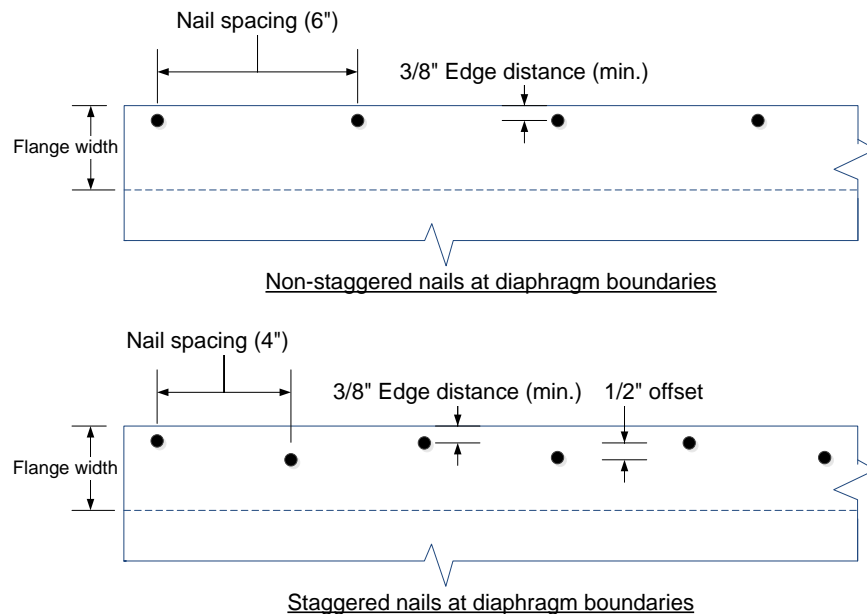 Nail spacing (6")
3/8" Edge distance (min.)
Flange width
Non-staggered nails at diaphragm boundaries
Nail spacing (4")
3/8" Edge distance (min.)
1/2" offset
Flange width
Staggered nails at diaphragm boundaries